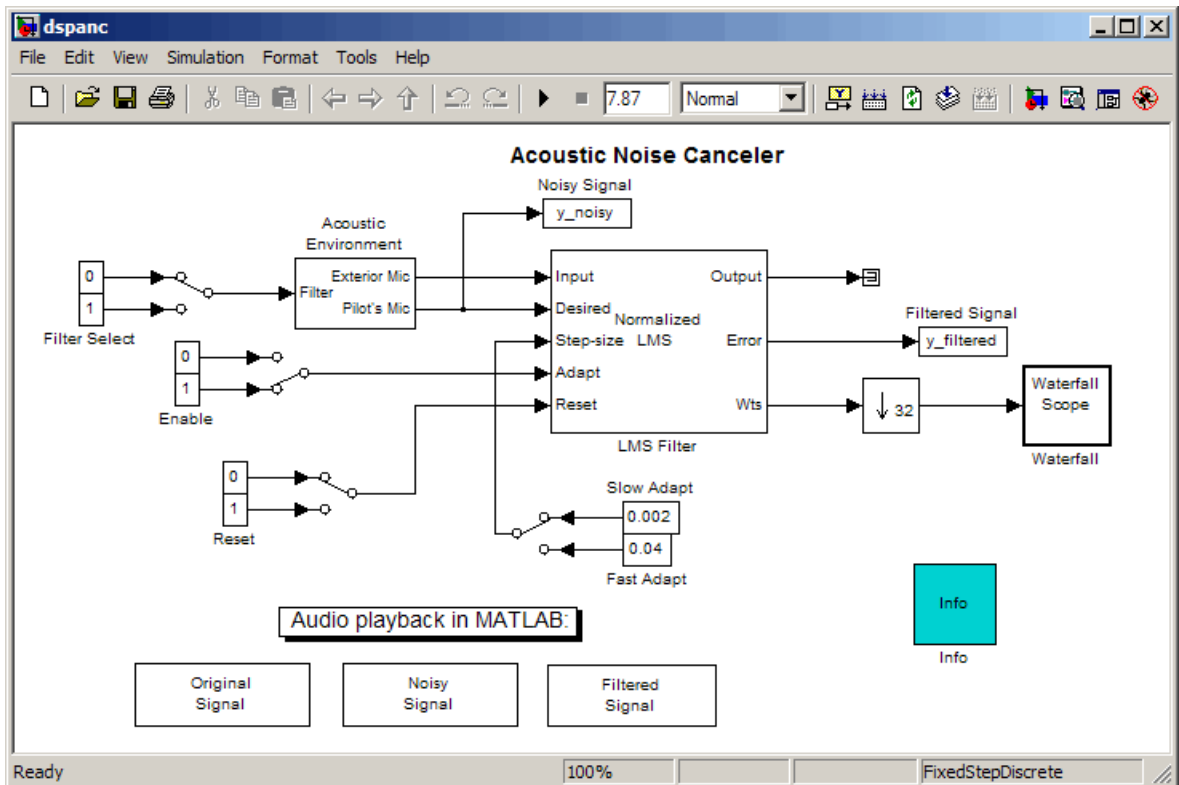 dspanc
File Edit View Simulation Format Tools Help
7.87 Normal
Acoustic Noise Canceler
Noisy Signal
y_noisy
Acoustic
Environment
Exterior Mic
Filter
Pilot's Mic
0
1
Filter Select
0
1
Enable
0
1
Reset
Input
Output
Desired
Normalized
Step-size LMS
Error
Adapt
Reset
Wts
LMS Filter
Filtered Signal
y_filtered
32
Waterfall
Scope
Waterfall
Slow Adapt
0.002
0.04
Fast Adapt
Info
Info
Audio playback in MATLAB:
Original
Signal
Noisy
Signal
Filtered
Signal
Ready 100% FixedStepDiscrete